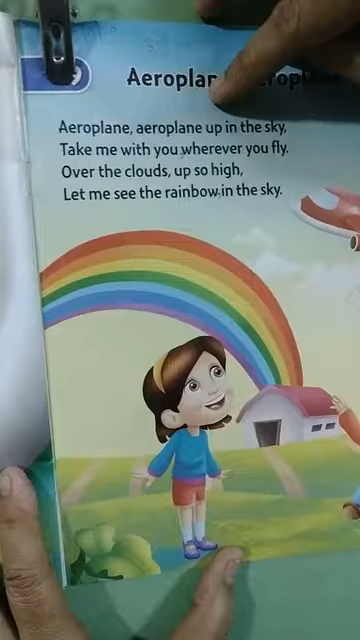 Aeroplane, aeroplane up in the sky,
Take me with you wherever you fly.
Over the clouds, up so high,
Let me see the rainbow in the sky.